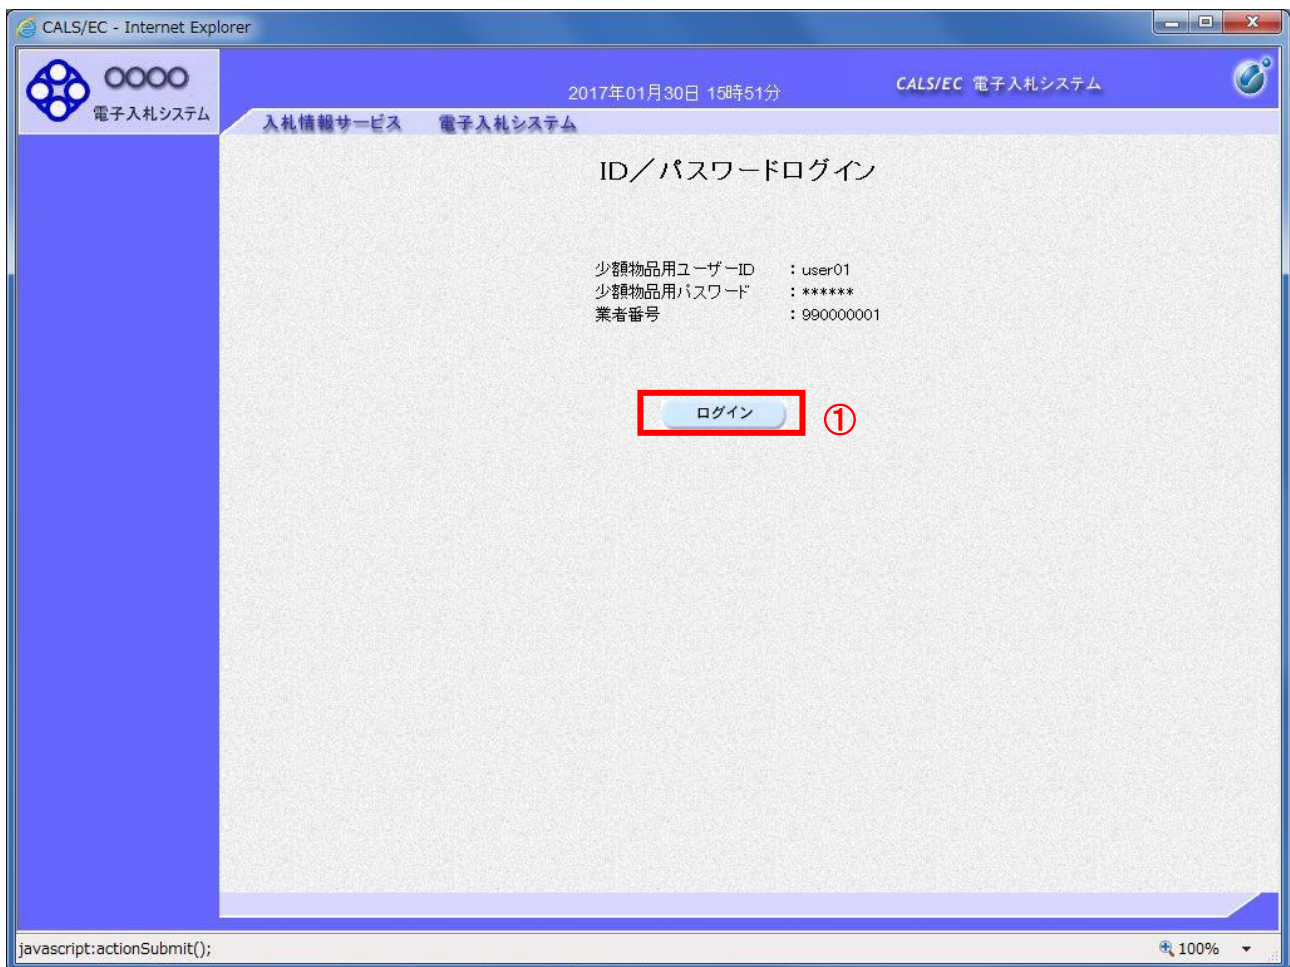 CALS/EC - Internet Explorer
○○○○
電子入札システム
2017年01月30日 15時51分
CALS/EC 電子入札システム
入札情報サービス 電子入札システム
ID／パスワードログイン
少額物品用ユーザーID ：user01
少額物品用パスワード ：******
業者番号 ：990000001
ログイン
①
javascript:actionSubmit();
100%